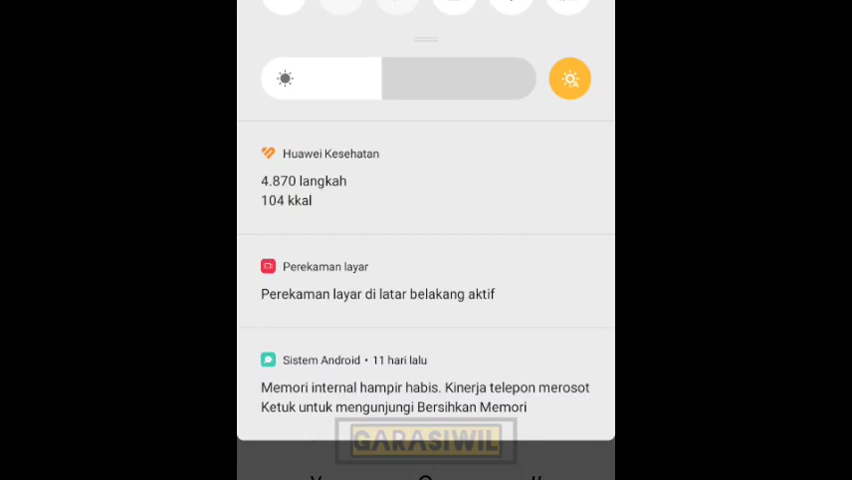 Huawei Kesehatan
4.870 langkah
104 kkal
Perekaman layar
Perekaman layar di latar belakang aktif
Sistem Android • 11 hari lalu
Memori internal hampir habis. Kinerja telepon merosot
Ketuk untuk mengunjungi Bersihkan Memori
GARASIWIL